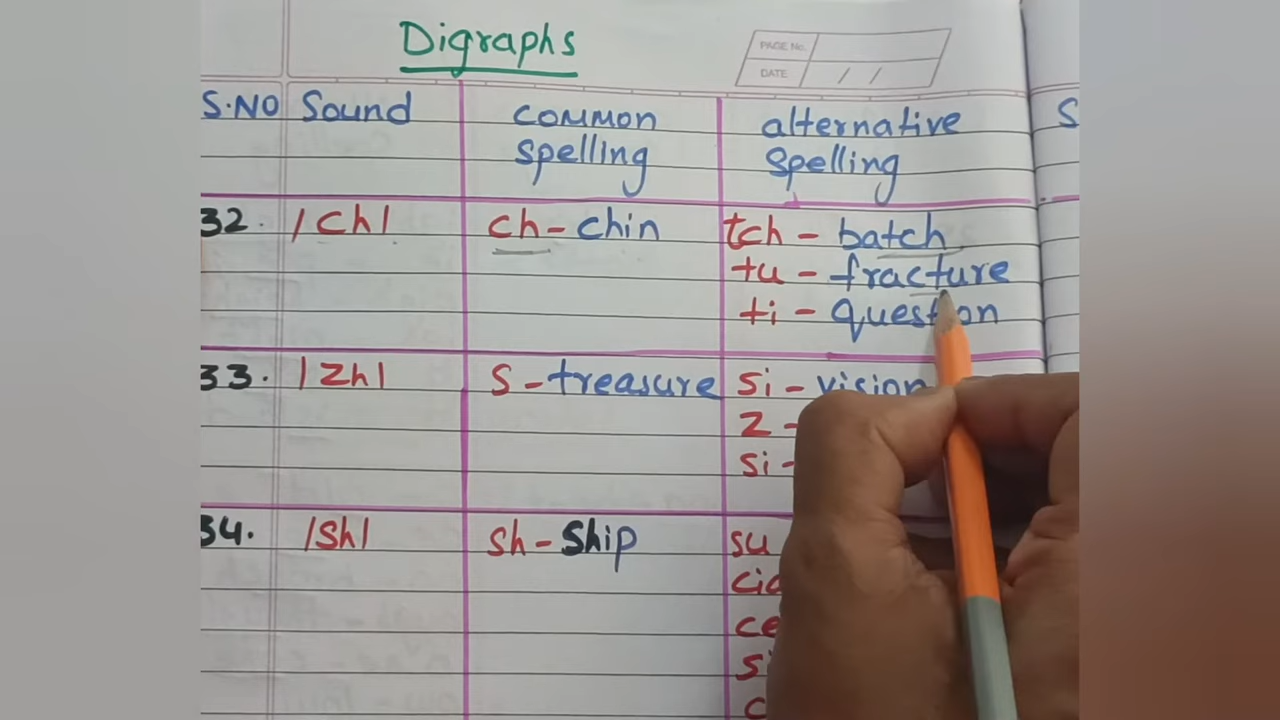 Digraphs
PAGE No.
DATE / /
S.NO Sound common spelling alternative spelling S
32. /Ch/ ch - chin tch - batch
tu - fracture
ti - question
33. /Zh/ S - treasure si - vision
Z -
si -
34. /Sh/ sh - Ship su
ce